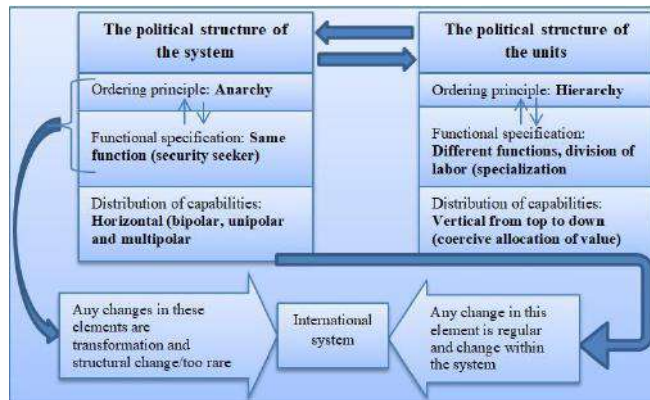 The political structure of
the system
Ordering principle: Anarchy
Functional specification: Same
function (security seeker)
Distribution of capabilities:
Horizontal (bipolar, unipolar
and multipolar
The political structure of
the units
Ordering principle: Hierarchy
Functional specification:
Different functions, division of
labor (specialization
Distribution of capabilities:
Vertical from top to down
(coercive allocation of value)
Any changes in these
elements are
transformation and
structural change/too rare
International
system
Any change in this
element is regular
and change within
the system